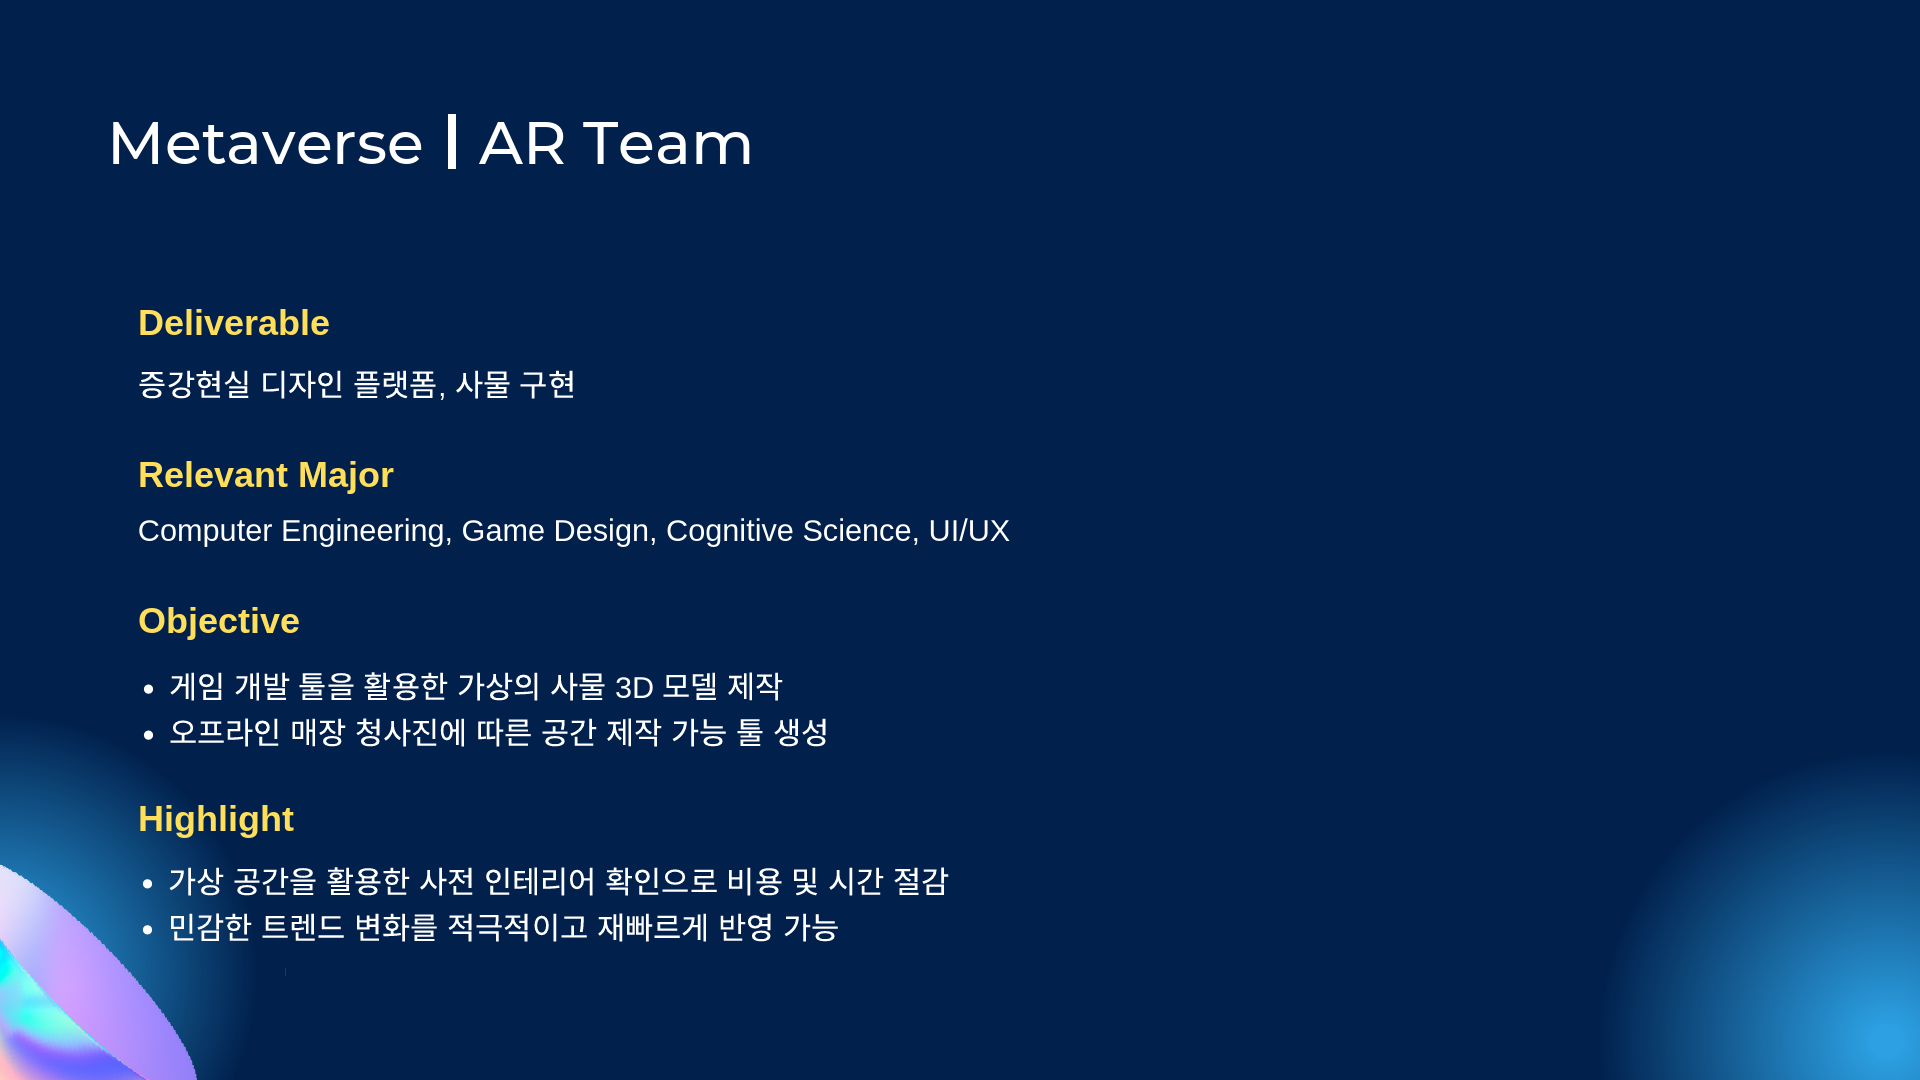 Metaverse | AR Team
Deliverable
증강현실 디자인 플랫폼, 사물 구현
Relevant Major
Computer Engineering, Game Design, Cognitive Science, UI/UX
Objective
• 게임 개발 툴을 활용한 가상의 사물 3D 모델 제작
• 오프라인 매장 청사진에 따른 공간 제작 가능 툴 생성
Highlight
• 가상 공간을 활용한 사전 인테리어 확인으로 비용 및 시간 절감
• 민감한 트렌드 변화를 적극적이고 재빠르게 반영 가능